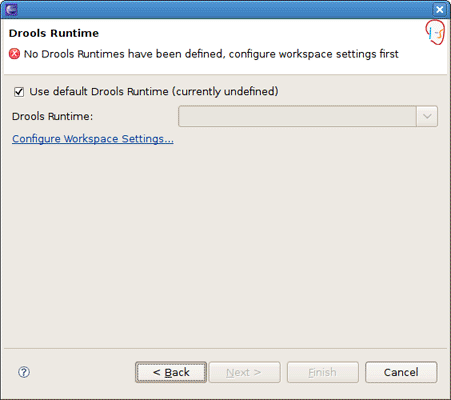 Drools Runtime
No Drools Runtimes have been defined, configure workspace settings first
Use default Drools Runtime (currently undefined)
Drools Runtime:
Configure Workspace Settings...
< Back Next > Finish Cancel